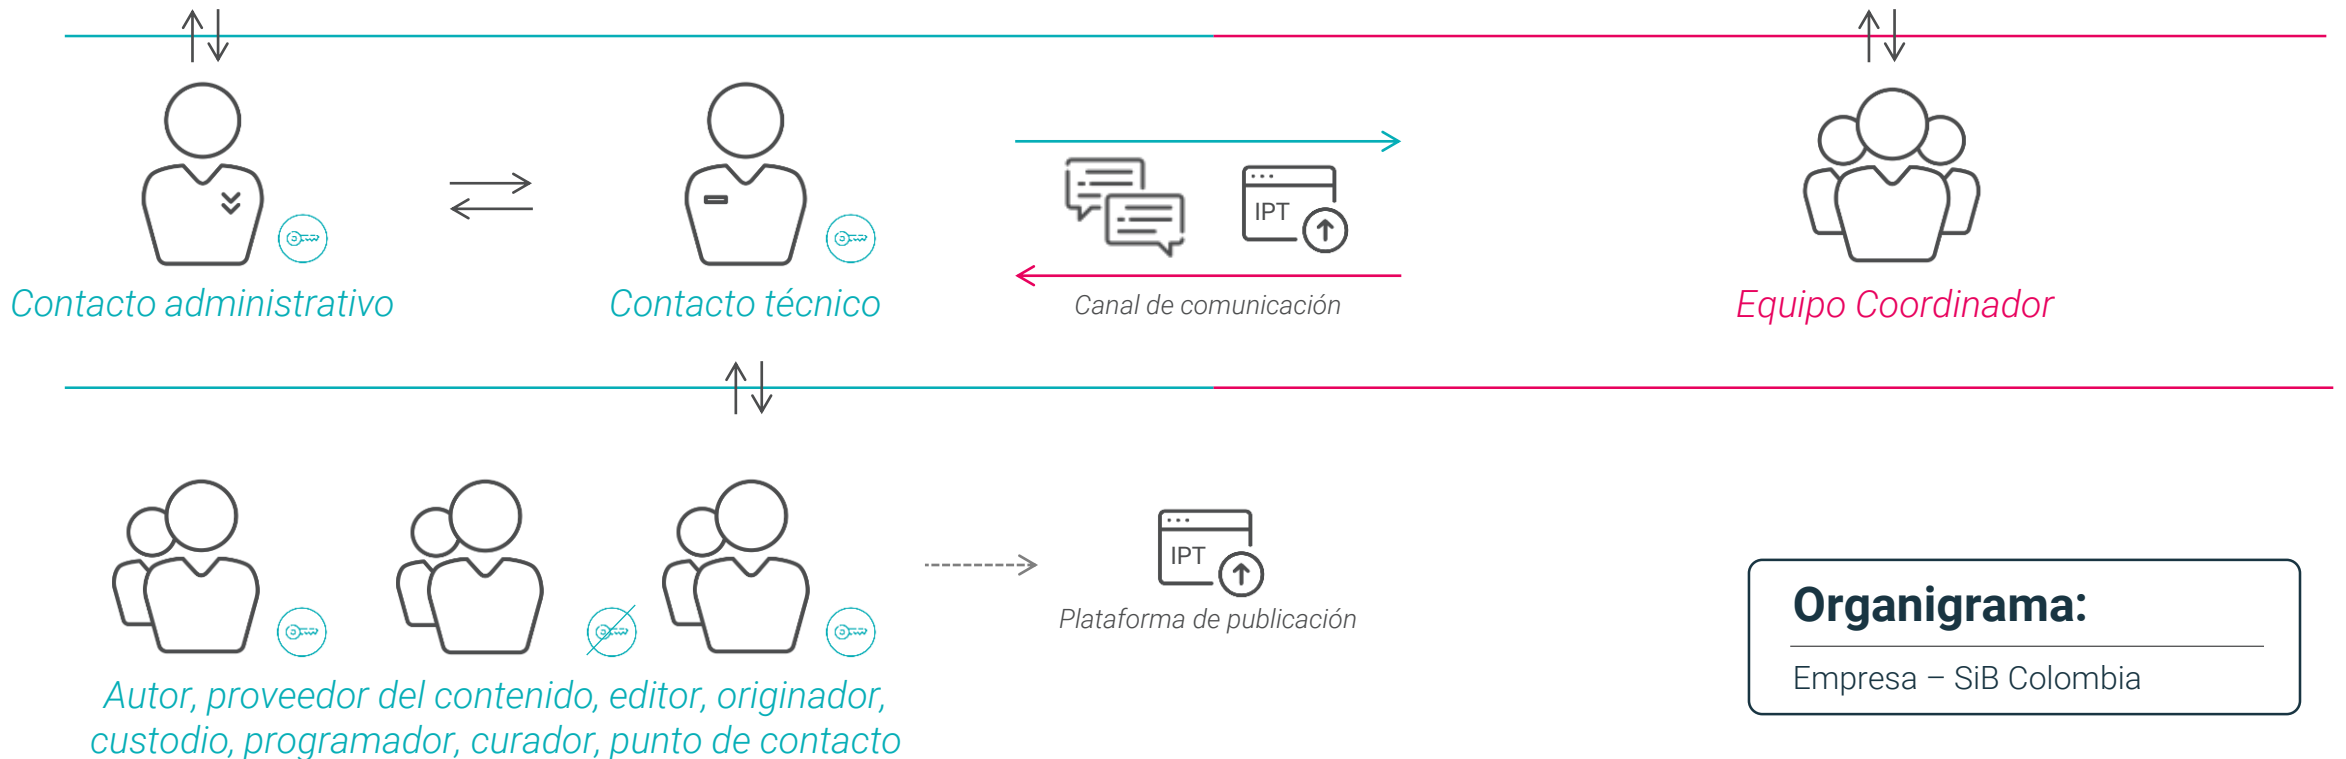 IPT
Contacto administrativo
Contacto técnico
Canal de comunicación
Equipo Coordinador
IPT
Plataforma de publicación
Autor, proveedor del contenido, editor, originador,
custodio, programador, curador, punto de contacto
Organigrama:
Empresa – SiB Colombia